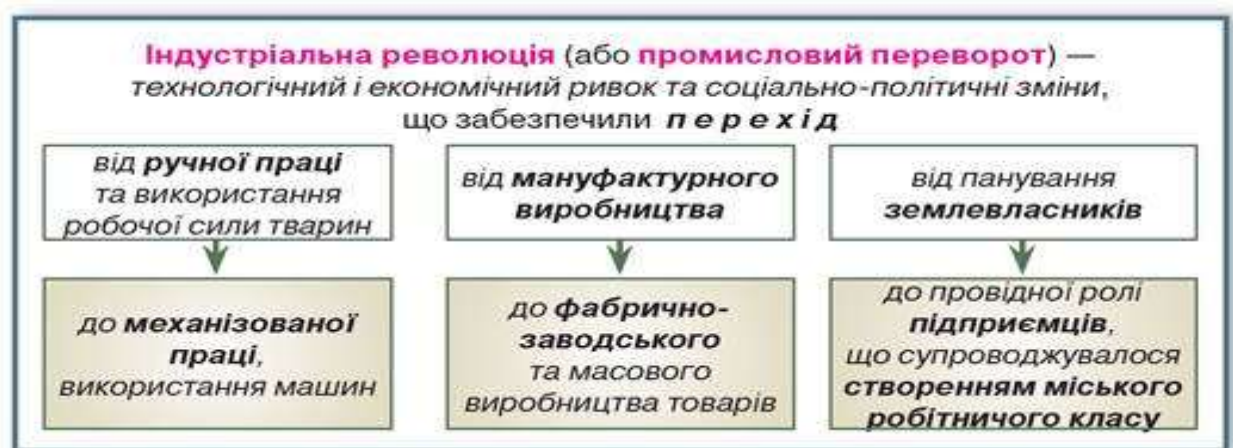 Індустріальна революція (або промисловий переворот) —
технологічний і економічний ривок та соціально-політичні зміни,
що забезпечили перехід
від ручної праці
та використання
робочої сили тварин
від мануфактурного
виробництва
від панування
землевласників
до механізованої
праці,
використання машин
до фабрично-
заводського
та масового
виробництва товарів
до провідної ролі
підприємців,
що супроводжувалося
створенням міського
робітничого класу